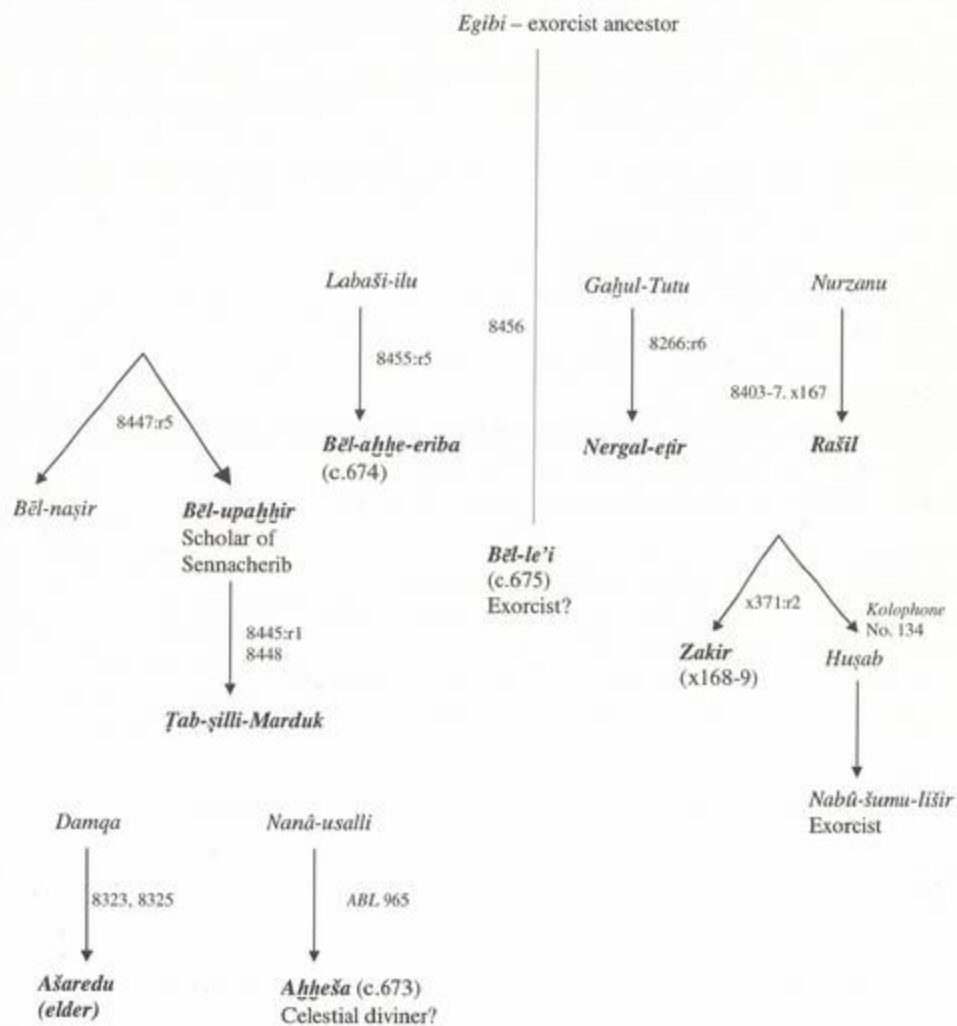 Egibi – exorcist ancestor
Labaši-ilu
Gaḫul-Tutu
Nurzanu
8456
8455:r5
8266:r6
8403-7. x167
8447:r5
Bēl-aḫḫe-eriba
(c.674)
Nergal-eṭir
Rašil
Bēl-naṣir
Bēl-upaḫḫir
Scholar of
Sennacherib
Bēl-le'i
(c.675)
Exorcist?
x371:r2
Kolophone
No. 134
8445:r1
8448
Zakir
(x168-9)
Huṣab
Ṭab-ṣilli-Marduk
Nabû-šumu-lišir
Exorcist
Damqa
Nanâ-usalli
8323, 8325
ABL 965
Ašaredu
(elder)
Aḫḫeša (c.673)
Celestial diviner?